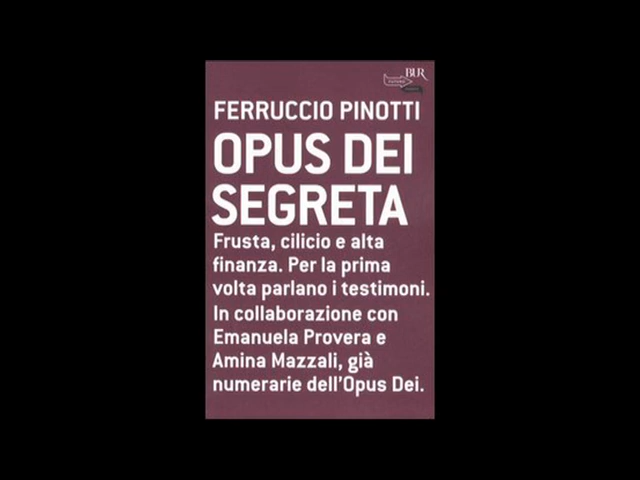 BUR
FUTURO
FERRUCCIO PINOTTI
OPUS DEI
SEGRETA
Frusta, cilicio e alta
finanza. Per la prima
volta parlano i testimoni.
In collaborazione con
Emanuela Provera e
Amina Mazzali, già
numerarie dell'Opus Dei.